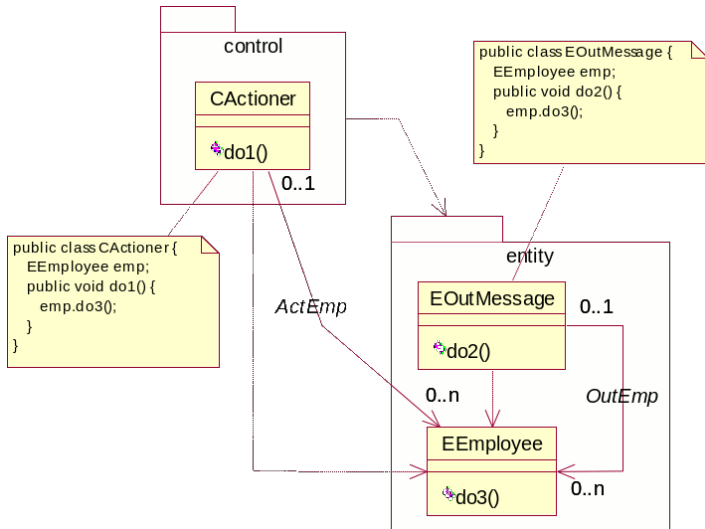 control
CActioner
do1()
0..1
public class EOutMessage {
EEmployee emp;
public void do2() {
emp.do3();
}
}
public class CActioner {
EEmployee emp;
public void do1() {
emp.do3();
}
}
ActEmp
entity
EOutMessage
0..1
do2()
0..n
OutEmp
EEmployee
0..n
do3()